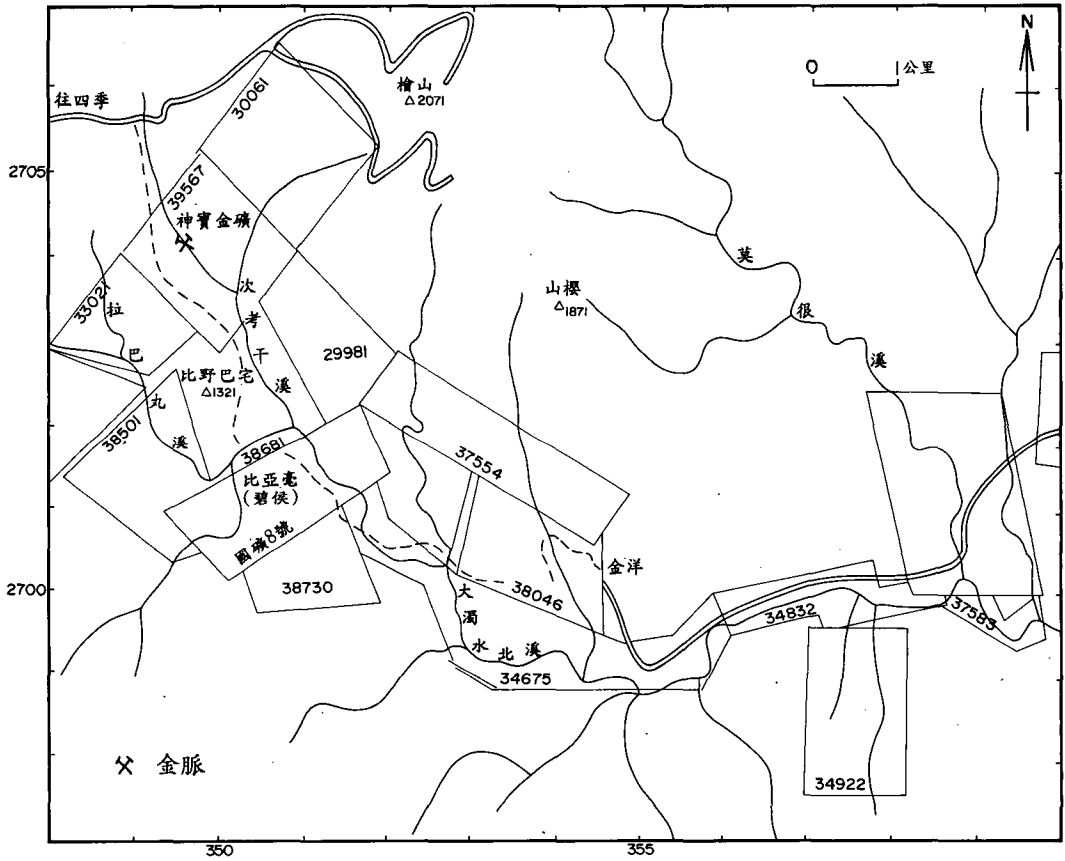 N
0 1公里
往四季
檜山
△2071
30061
2705
39567
神寶金礦
33021
次考干溪
莫很溪
山櫻
△1871
29981
拉巴丸溪
比野巴宅
△1321
38501
38681
37554
比亞毫
(碧侯)
國礦8號
金洋
2700
38730
38046
大濁水北溪
34832
37583
34675
34922
金脈
350
355